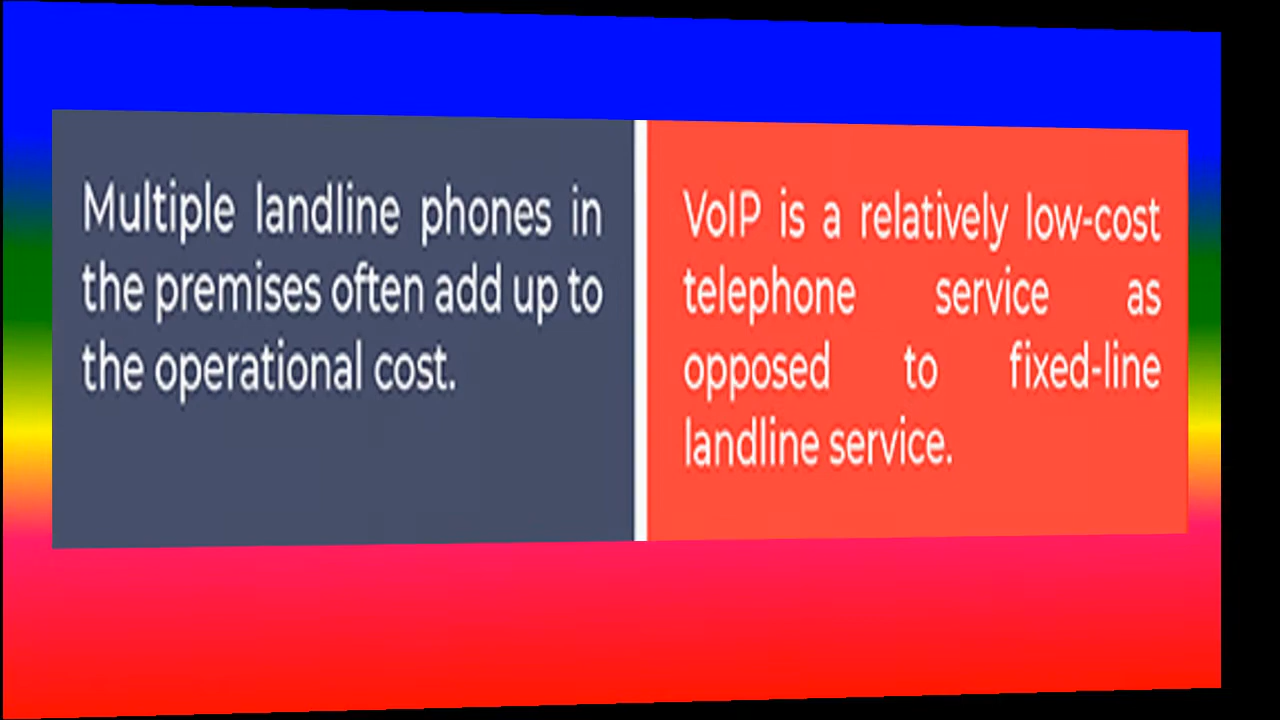 Multiple landline phones in
the premises often add up to
the operational cost.
VoIP is a relatively low-cost
telephone service as
opposed to fixed-line
landline service.